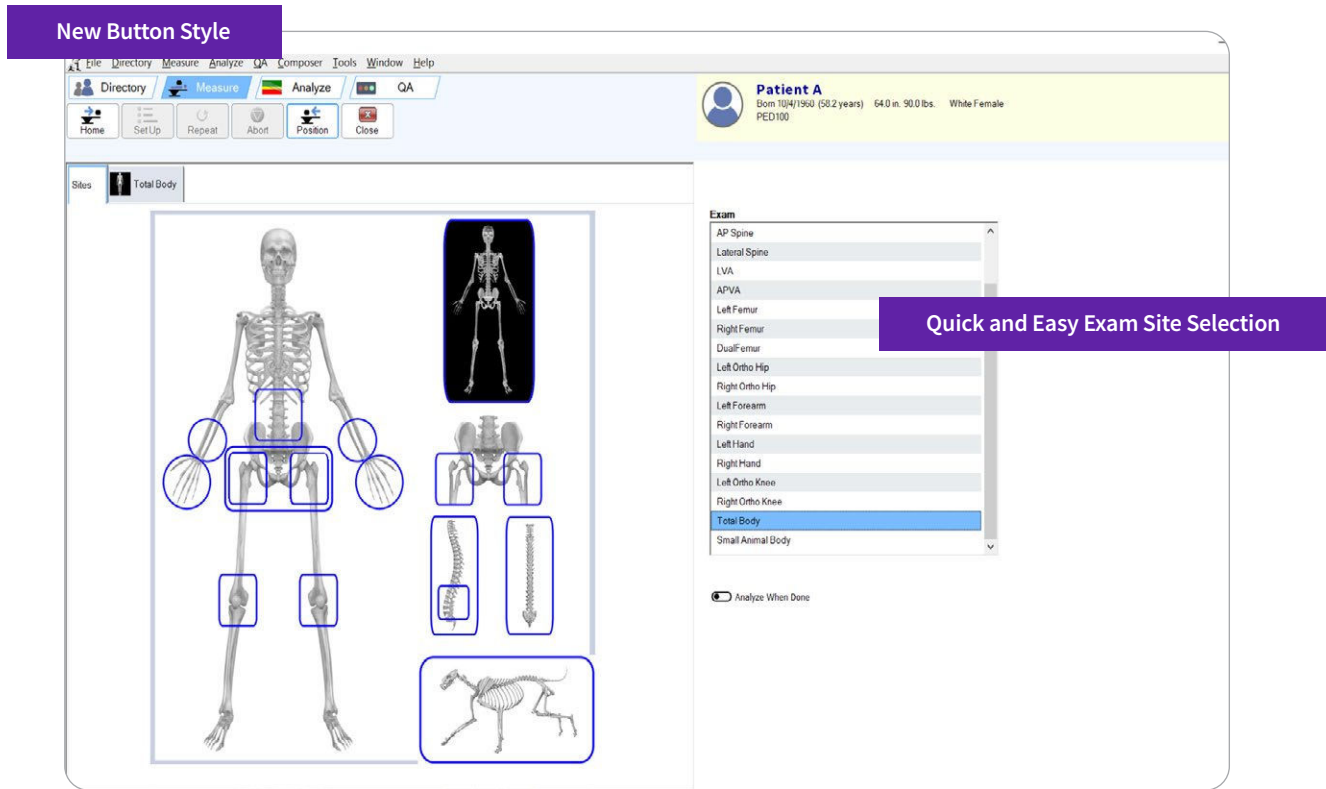 New Button Style
File Directory Measure Analyze QA Composer Tools Window Help
Directory Measure Analyze QA
Home SetUp Repeat Abort Position Close
Patient A
Born 10/4/1960 (58.2 years) 64.0 in. 90.0 lbs. White Female
PED100
Sites Total Body
Exam
AP Spine
Lateral Spine
LVA
APVA
Left Femur
Right Femur
DualFemur
Left Ortho Hip
Right Ortho Hip
Left Forearm
Right Forearm
Left Hand
Right Hand
Left Ortho Knee
Right Ortho Knee
Total Body
Small Animal Body
Quick and Easy Exam Site Selection
Analyze When Done